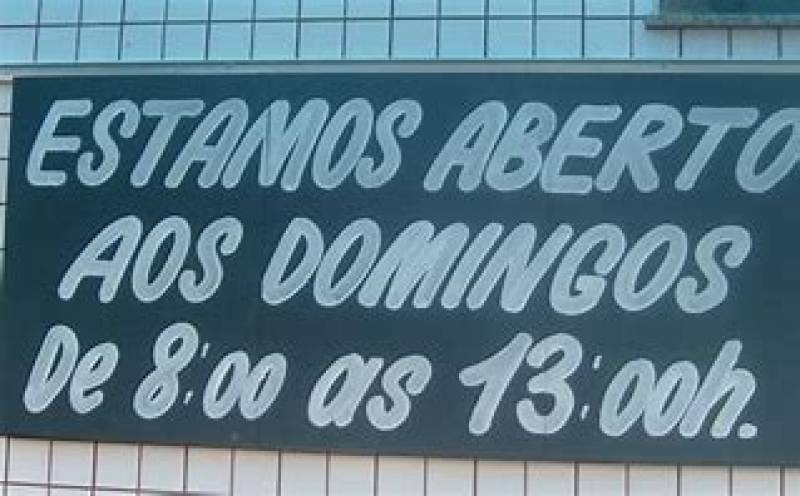 ESTAMOS ABERTO
AOS DOMINGOS
De 8:00 as 13:00h.